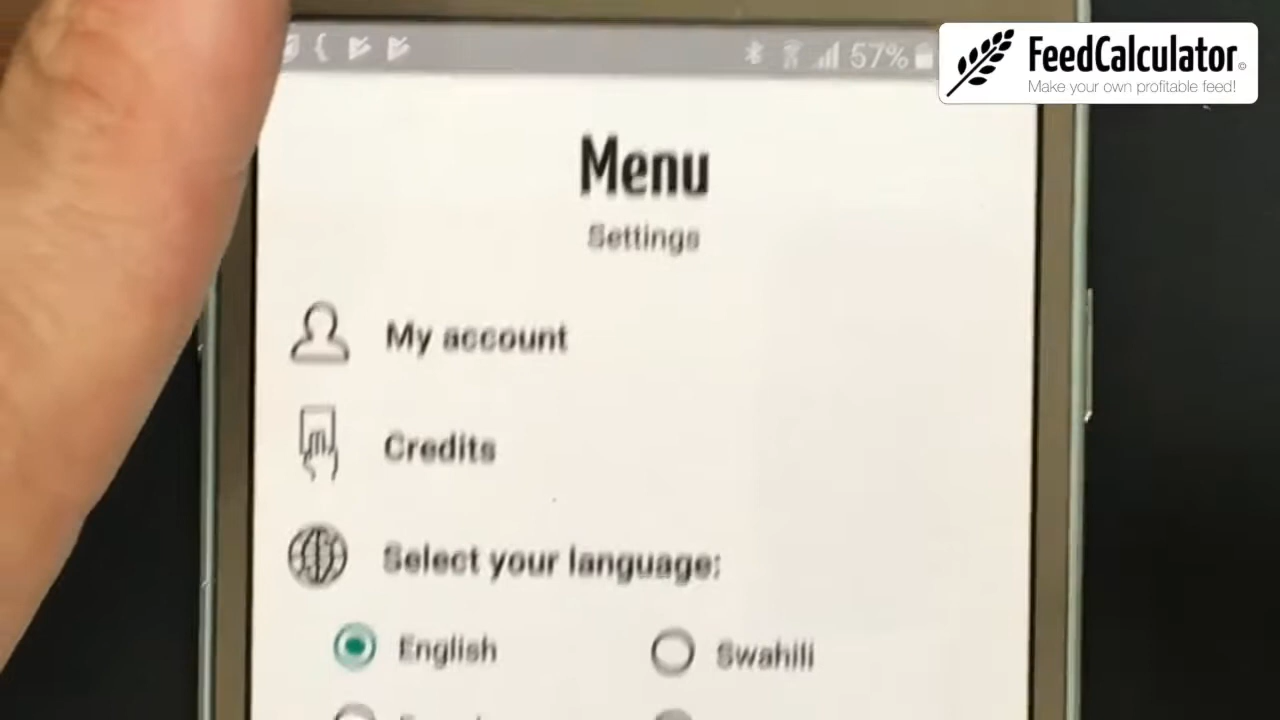 57%
FeedCalculator
Make your own profitable feed!
Menu
Settings
My account
Credits
Select your language:
English
Swahili